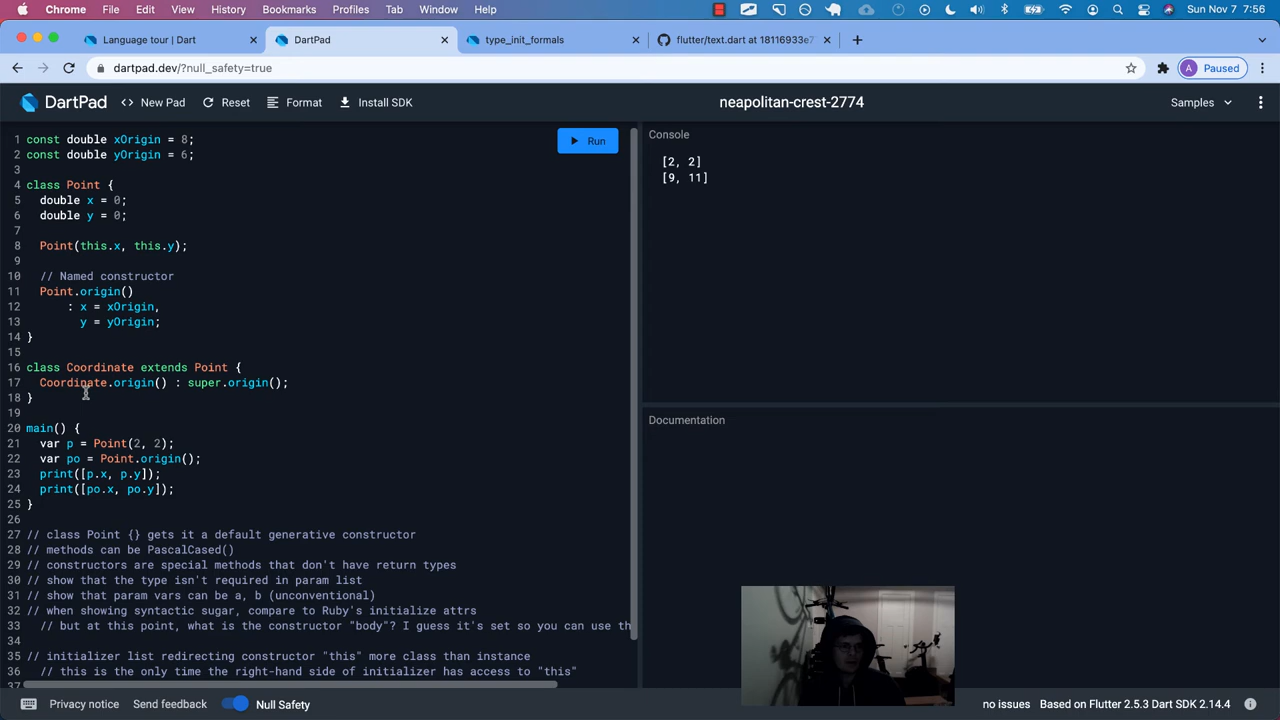 Chrome File Edit View History Bookmarks Profiles Tab Window Help Sun Nov 7 7:56
Language tour | Dart DartPad type_init_formals flutter/text.dart at 18116933e7
dartpad.dev/?null_safety=true A Paused
DartPad New Pad Reset Format Install SDK neapolitan-crest-2774 Samples
Run
1 const double xOrigin = 8;
2 const double yOrigin = 6;
3
4 class Point {
5 double x = 0;
6 double y = 0;
7
8 Point(this.x, this.y);
9
10 // Named constructor
11 Point.origin()
12 : x = xOrigin,
13 y = yOrigin;
14 }
15
16 class Coordinate extends Point {
17 Coordinate.origin() : super.origin();
18 }
19
20 main() {
21 var p = Point(2, 2);
22 var po = Point.origin();
23 print([p.x, p.y]);
24 print([po.x, po.y]);
25 }
26
27 // class Point {} gets it a default generative constructor
28 // methods can be PascalCased()
29 // constructors are special methods that don't have return types
30 // show that the type isn't required in param list
31 // show that param vars can be a, b (unconventional)
32 // when showing syntactic sugar, compare to Ruby's initialize attrs
33 // but at this point, what is the constructor "body"? I guess it's set so you can use th
34
35 // initializer list redirecting constructor "this" more class than instance
36 // this is the only time the right-hand side of initializer has access to "this"
37
Console
[2, 2]
[9, 11]
Documentation
Privacy notice Send feedback Null Safety no issues Based on Flutter 2.5.3 Dart SDK 2.14.4